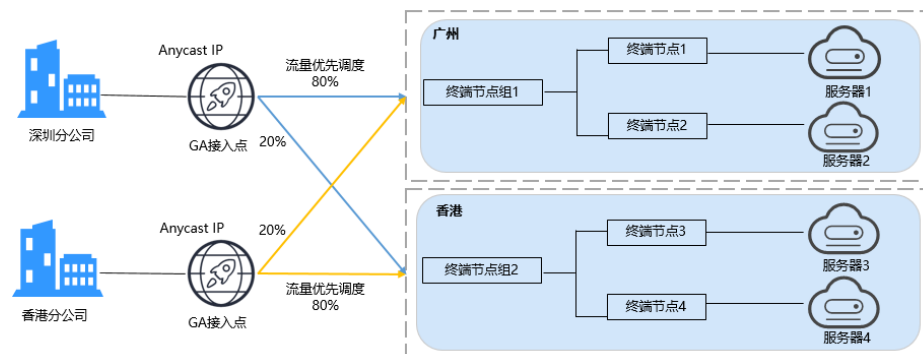 广州
Anycast IP
终端节点1
流量优先调度
80%
终端节点组1
服务器1
深圳分公司
终端节点2
GA接入点
20%
服务器2
香港
Anycast IP
20%
终端节点3
终端节点组2
服务器3
流量优先调度
80%
终端节点4
香港分公司
GA接入点
服务器4